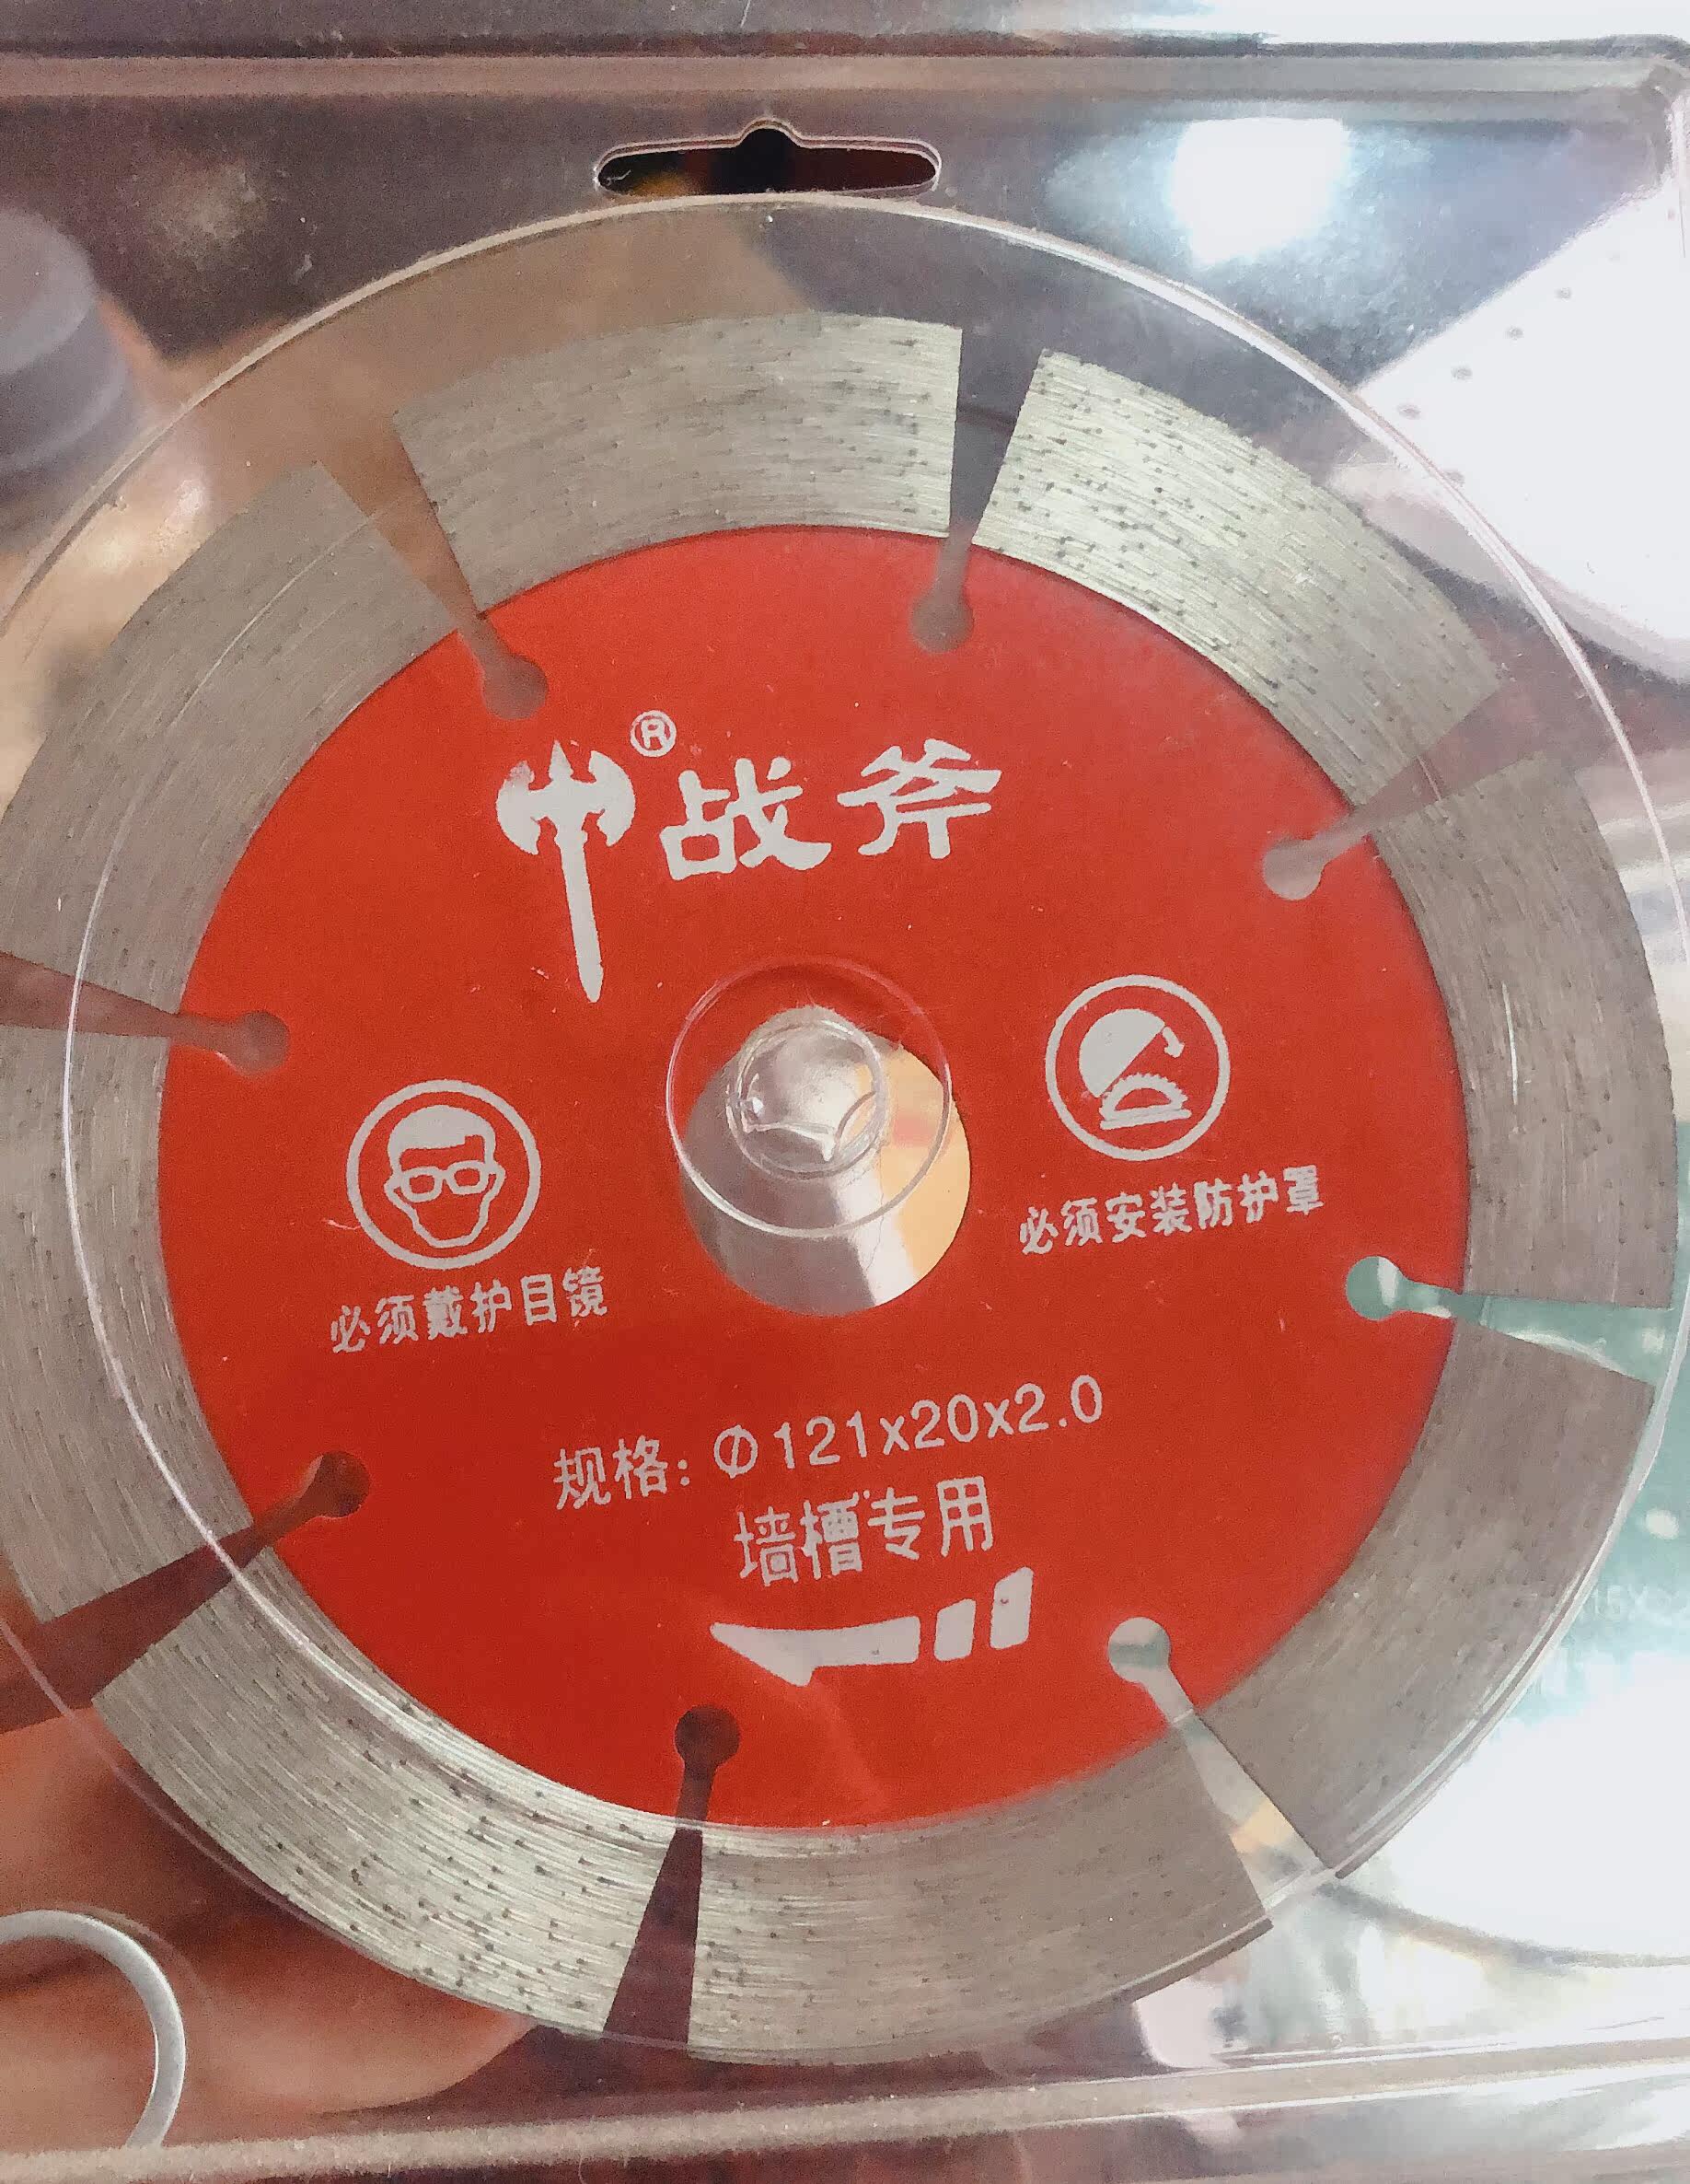 ® 战斧
必须戴护目镜
必须安装防护罩
规格: Φ121x20x2.0
墙槽专用